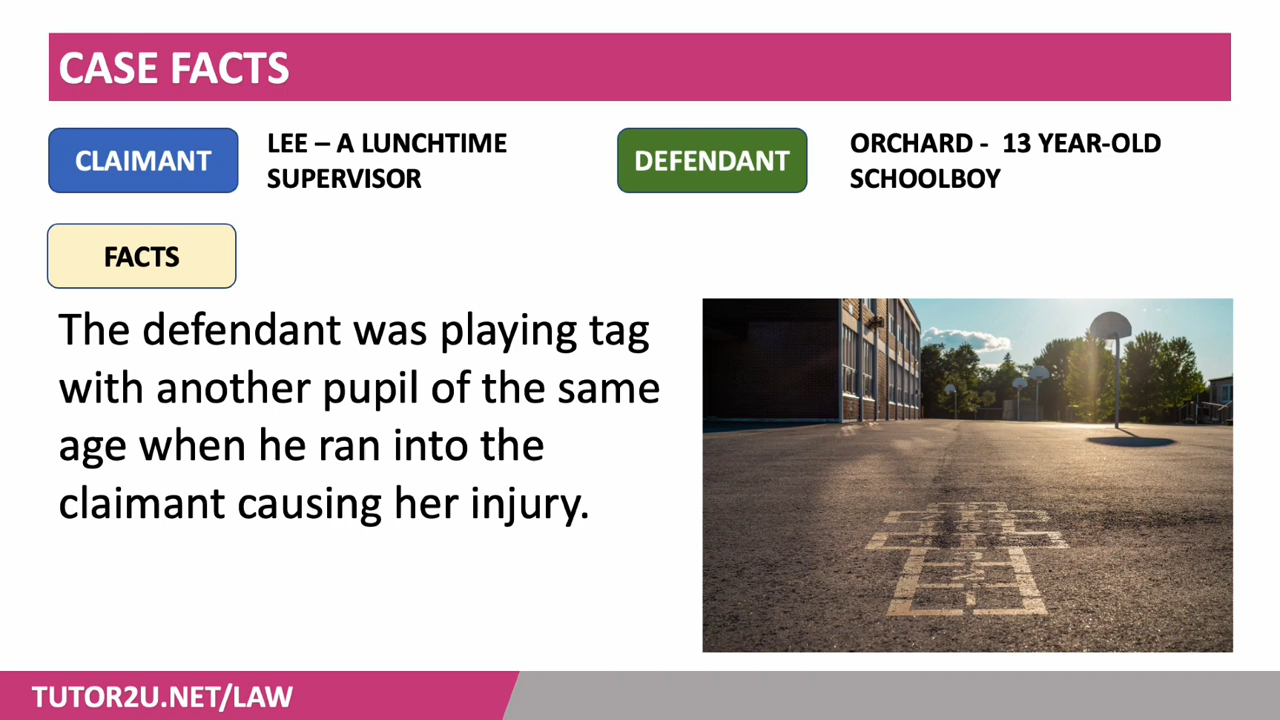 CASE FACTS
CLAIMANT
LEE – A LUNCHTIME
SUPERVISOR
DEFENDANT
ORCHARD - 13 YEAR-OLD
SCHOOLBOY
FACTS
The defendant was playing tag
with another pupil of the same
age when he ran into the
claimant causing her injury.
TUTOR2U.NET/LAW